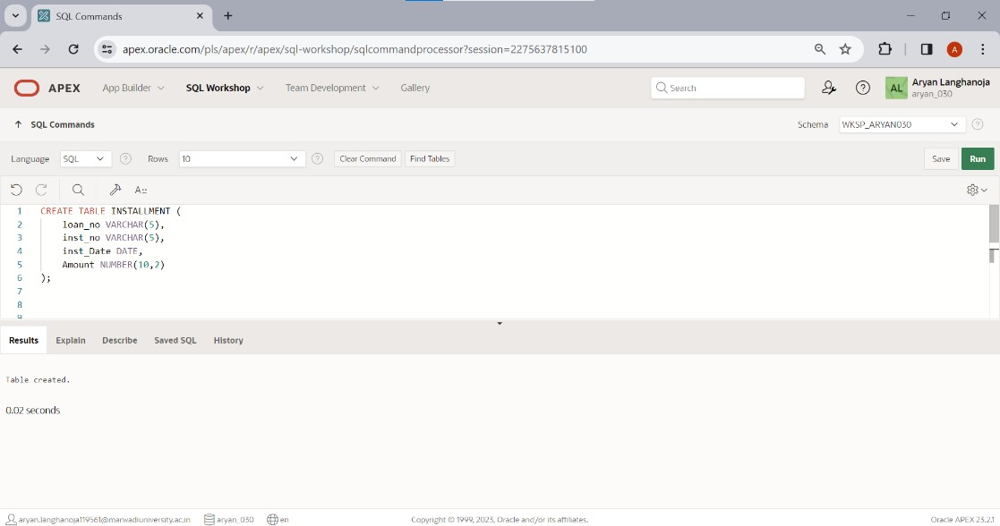 SQL Commands
apex.oracle.com/pls/apex/r/apex/sql-workshop/sqlcommandprocessor?session=2275637815100
A
APEX App Builder SQL Workshop Team Development Gallery Search ? AL Aryan Langhanoja
aryan_030
SQL Commands Schema WKSP_ARYAN030 ?
Language SQL ? Rows 10 ? Clear Command Find Tables Save Run
A
1 CREATE TABLE INSTALLMENT (
2 loan_no VARCHAR(5),
3 inst_no VARCHAR(5),
4 inst_Date DATE,
5 Amount NUMBER(10,2)
6 );
7
8
9
Results Explain Describe Saved SQL History
Table created.
0.02 seconds
aryan.langhanoja119561@marwadiuniversity.ac.in aryan_030 en Copyright © 1999, 2023, Oracle and/or its affiliates. Oracle APEX 23.2.1